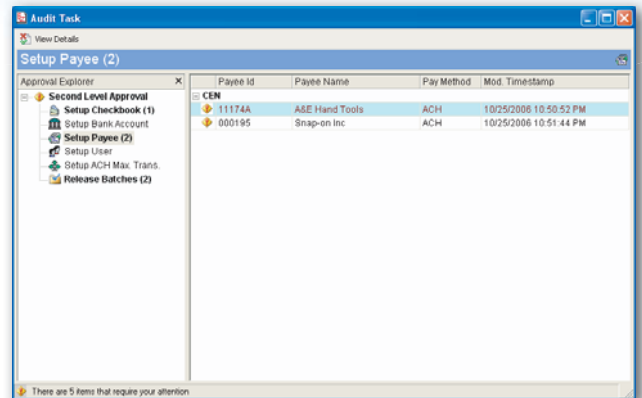 Audit Task
View Details
Setup Payee (2)
Approval Explorer
Second Level Approval
Setup Checkbook (1)
Setup Bank Account
Setup Payee (2)
Setup User
Setup ACH Max. Trans.
Release Batches (2)
Payee Id Payee Name Pay Method Mod. Timestamp
CEN
11174A A&E Hand Tools ACH 10/25/2006 10:50:52 PM
000195 Snap-on Inc ACH 10/25/2006 10:51:44 PM
There are 5 items that require your attention